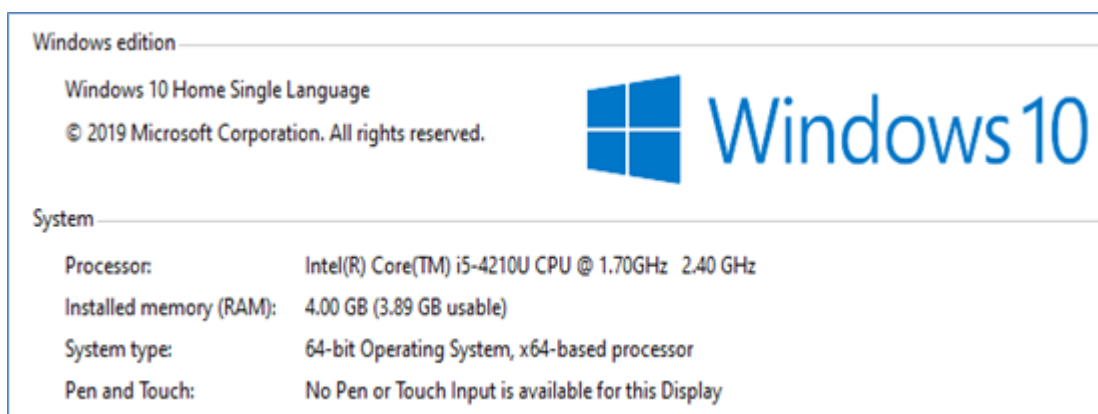 Windows edition
Windows 10 Home Single Language
© 2019 Microsoft Corporation. All rights reserved.
Windows 10
System
Processor: Intel(R) Core(TM) i5-4210U CPU @ 1.70GHz 2.40 GHz
Installed memory (RAM): 4.00 GB (3.89 GB usable)
System type: 64-bit Operating System, x64-based processor
Pen and Touch: No Pen or Touch Input is available for this Display